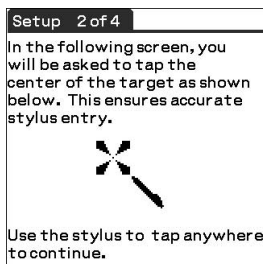 Setup 2 of 4
In the following screen, you
will be asked to tap the
center of the target as shown
below. This ensures accurate
stylus entry.
Use the stylus to tap anywhere
to continue.